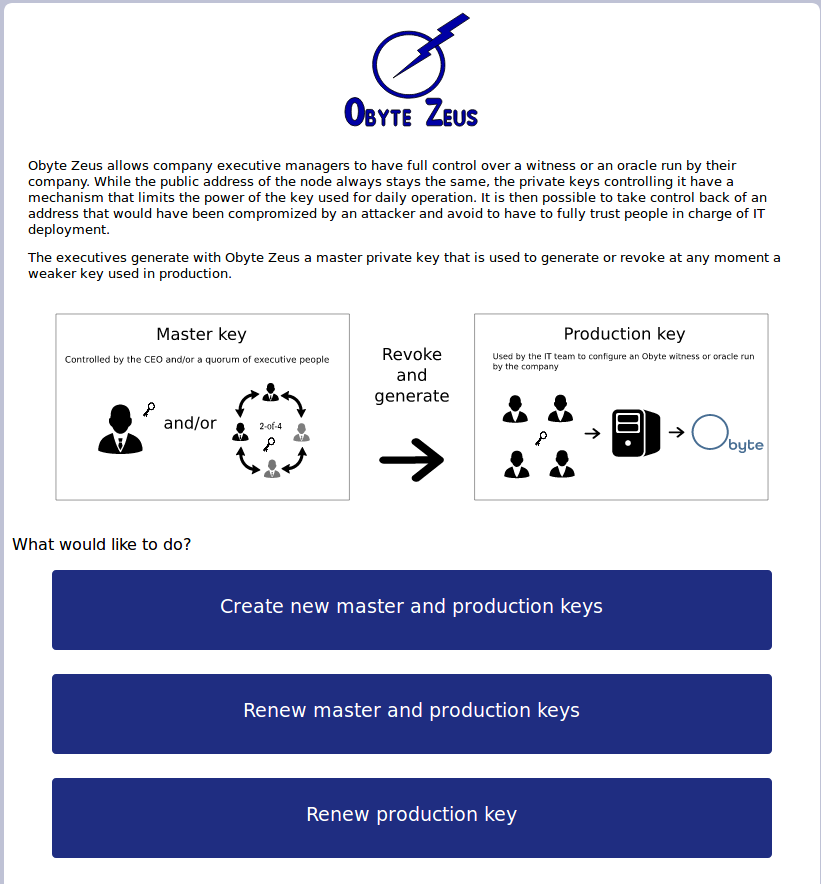 OBYTE ZEUS
Obyte Zeus allows company executive managers to have full control over a witness or an oracle run by their
company. While the public address of the node always stays the same, the private keys controlling it have a
mechanism that limits the power of the key used for daily operation. It is then possible to take control back of an
address that would have been compromized by an attacker and avoid to have to fully trust people in charge of IT
deployment.
The executives generate with Obyte Zeus a master private key that is used to generate or revoke at any moment a
weaker key used in production.
Master key
Controlled by the CEO and/or a quorum of executive people
and/or
2-of-4
Revoke
and
generate
Production key
Used by the IT team to configure an Obyte witness or oracle run
by the company
byte
What would like to do?
Create new master and production keys
Renew master and production keys
Renew production key